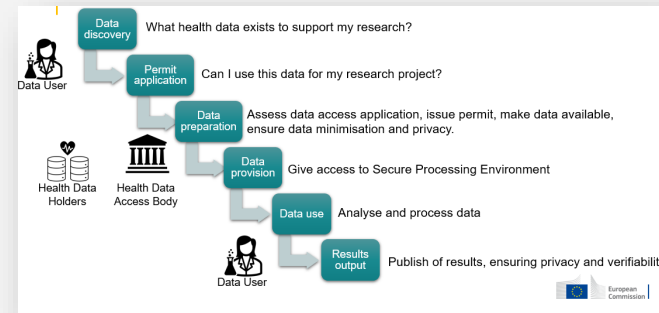 Data
discovery
What health data exists to support my research?
Data User
Permit
application
Can I use this data for my research project?
Data
preparation
Assess data access application, issue permit, make data available,
ensure data minimisation and privacy.
Health Data
Holders
Health Data
Access Body
Data
provision
Give access to Secure Processing Environment
Data use
Analyse and process data
Data User
Results
output
Publish of results, ensuring privacy and verifiabilit
European
Commission